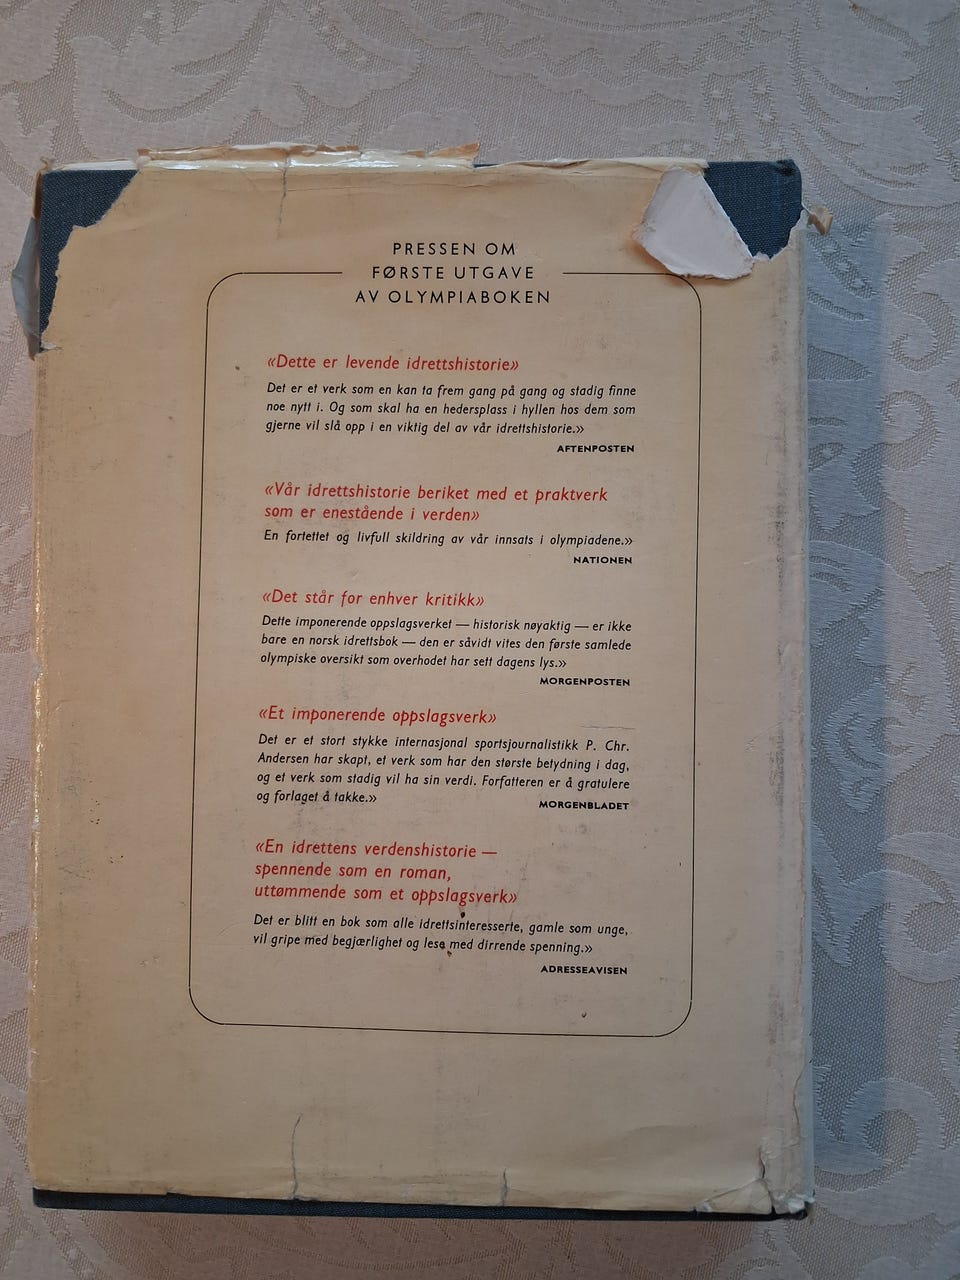 PRESSEN OM
FØRSTE UTGAVE
AV OLYMPIABOKEN
«Dette er levende idrettshistorie»
Det er et verk som en kan ta frem gang på gang og stadig finne
noe nytt i. Og som skal ha en hedersplass i hyllen hos dem som
gjerne vil slå opp i en viktig del av vår idrettshistorie.»
AFTENPOSTEN
«Vår idrettshistorie beriket med et praktverk
som er enestående i verden»
En fortettet og livfull skildring av vår innsats i olympiadene.»
NATIONEN
«Det står for enhver kritikk»
Dette imponerende oppslagsverket — historisk nøyaktig — er ikke
bare en norsk idrettsbok — den er såvidt vites den første samlede
olympiske oversikt som overhodet har sett dagens lys.»
MORGENPOSTEN
«Et imponerende oppslagsverk»
Det er et stort stykke internasjonal sportsjournalistikk P. Chr.
Andersen har skapt, et verk som har den største betydning i dag,
og et verk som stadig vil ha sin verdi. Forfatteren er å gratulere
og forlaget å takke.»
MORGENBLADET
«En idrettens verdenshistorie —
spennende som en roman,
uttømmende som et oppslagsverk»
Det er blitt en bok som alle idrettsinteresserte, gamle som unge,
vil gripe med begjærlighet og lese med dirrende spenning.»
ADRESSEAVISEN